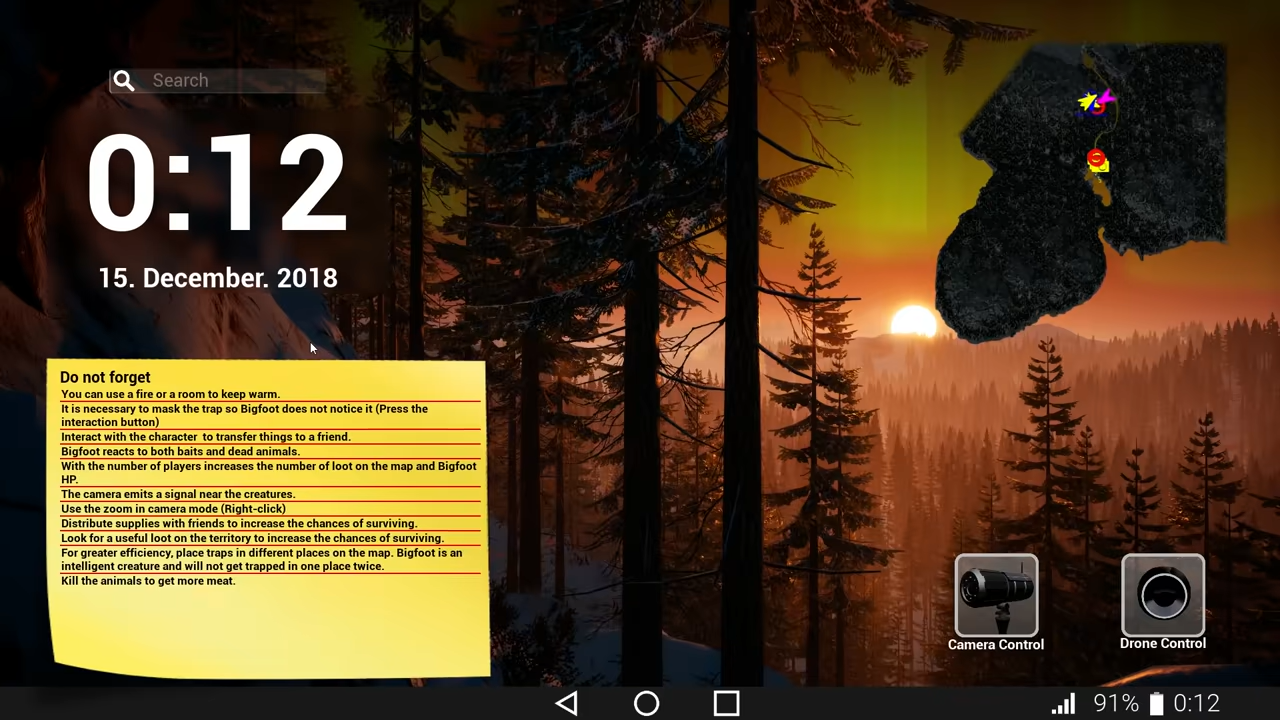 Search
0:12
15. December. 2018
Do not forget
You can use a fire or a room to keep warm.
It is necessary to mask the trap so Bigfoot does not notice it (Press the
interaction button)
Interact with the character to transfer things to a friend.
Bigfoot reacts to both baits and dead animals.
With the number of players increases the number of loot on the map and Bigfoot
HP.
The camera emits a signal near the creatures.
Use the zoom in camera mode (Right-click)
Distribute supplies with friends to increase the chances of surviving.
Look for a useful loot on the territory to increase the chances of surviving.
For greater efficiency, place traps in different places on the map. Bigfoot is an
intelligent creature and will not get trapped in one place twice.
Kill the animals to get more meat.
Camera Control
Drone Control
91% 0:12